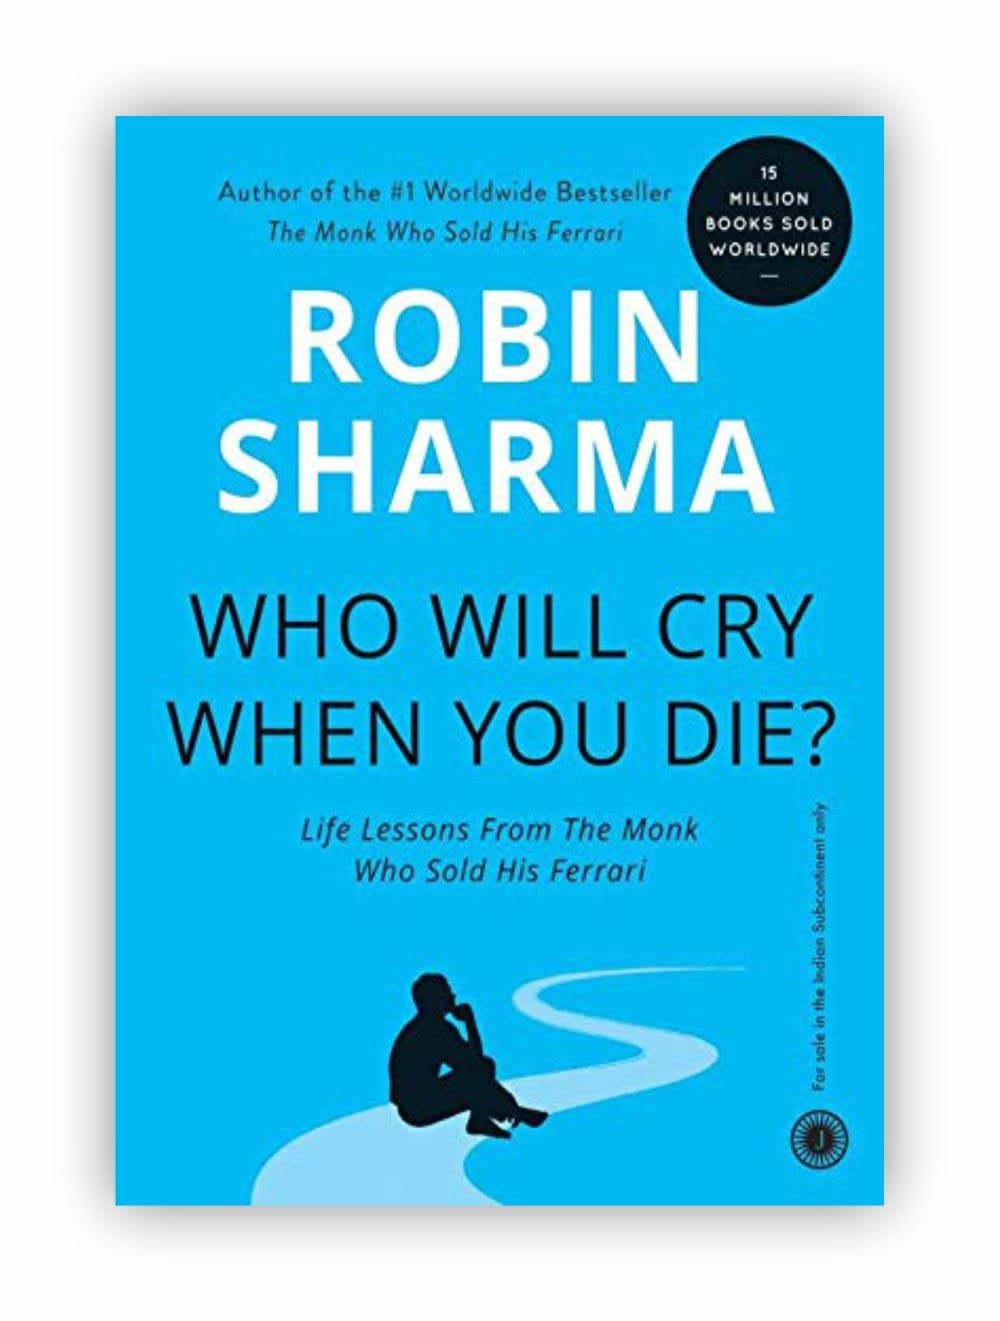 Author of the #1 Worldwide Bestseller
The Monk Who Sold His Ferrari
15
MILLION
BOOKS SOLD
WORLDWIDE
ROBIN
SHARMA
WHO WILL CRY
WHEN YOU DIE?
Life Lessons From The Monk
Who Sold His Ferrari
For sale in the Indian Subcontinent only
J